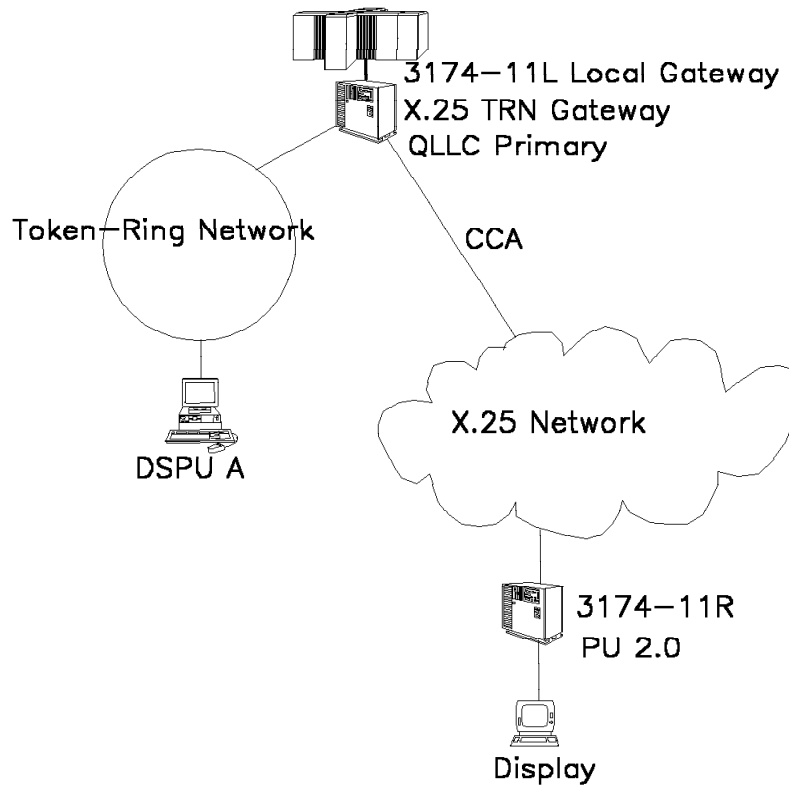 3174-11L Local Gateway
X.25 TRN Gateway
QLLC Primary
Token-Ring Network
CCA
X.25 Network
DSPU A
3174-11R
PU 2.0
Display